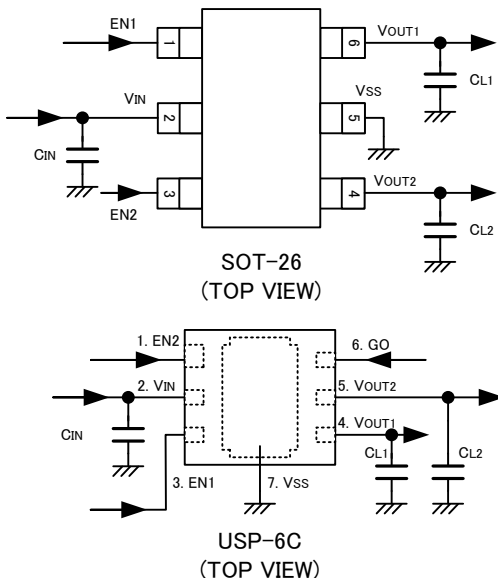 EN1
1
6
VOUT1
CL1
VIN
2
VSS
5
CIN
3
EN2
4
VOUT2
CL2
SOT-26
(TOP VIEW)
1. EN2
6. GO
2. VIN
5. VOUT2
4. VOUT1
CIN
CL1
CL2
3. EN1
7. VSS
USP-6C
(TOP VIEW)